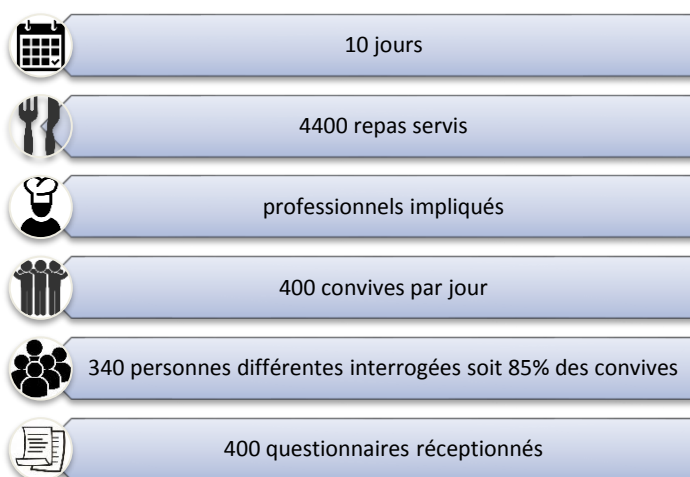 10 jours
4400 repas servis
professionnels impliqués
400 convives par jour
340 personnes différentes interrogées soit 85% des convives
400 questionnaires réceptionnés